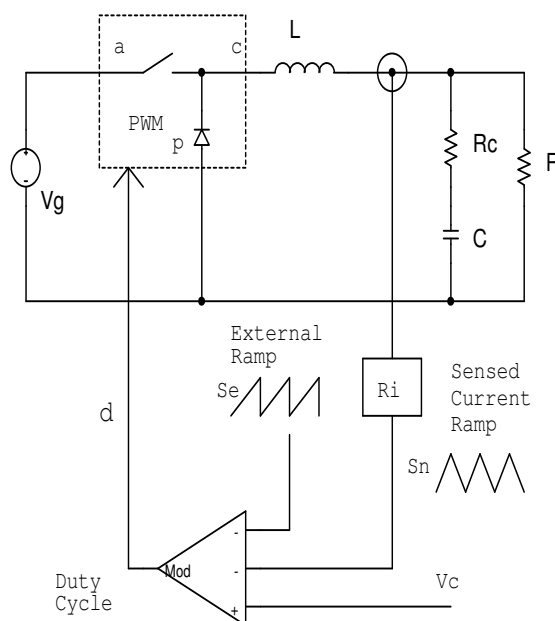 L
a
c
PWM
p
+
-
Vg
Rc
R
C
External
Ramp
Se
Ri
Sensed
Current
Ramp
Sn
d
-
-
+
Mod
Duty
Cycle
Vc